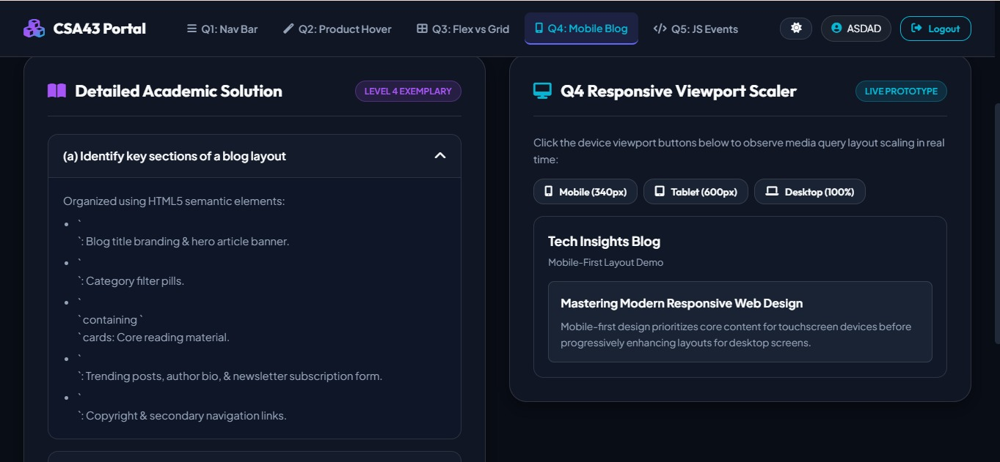 CSA43 Portal
Q1: Nav Bar
Q2: Product Hover
Q3: Flex vs Grid
Q4: Mobile Blog
Q5: JS Events
ASDAD
Logout
Detailed Academic Solution
LEVEL 4 EXEMPLARY
(a) Identify key sections of a blog layout
Organized using HTML5 semantic elements:
• `
`: Blog title branding & hero article banner.
• `
`: Category filter pills.
• `
` containing `
` cards: Core reading material.
• `
`: Trending posts, author bio, & newsletter subscription form.
• `
`: Copyright & secondary navigation links.
Q4 Responsive Viewport Scaler
LIVE PROTOTYPE
Click the device viewport buttons below to observe media query layout scaling in real
time:
Mobile (340px)
Tablet (600px)
Desktop (100%)
Tech Insights Blog
Mobile-First Layout Demo
Mastering Modern Responsive Web Design
Mobile-first design prioritizes core content for touchscreen devices before
progressively enhancing layouts for desktop screens.